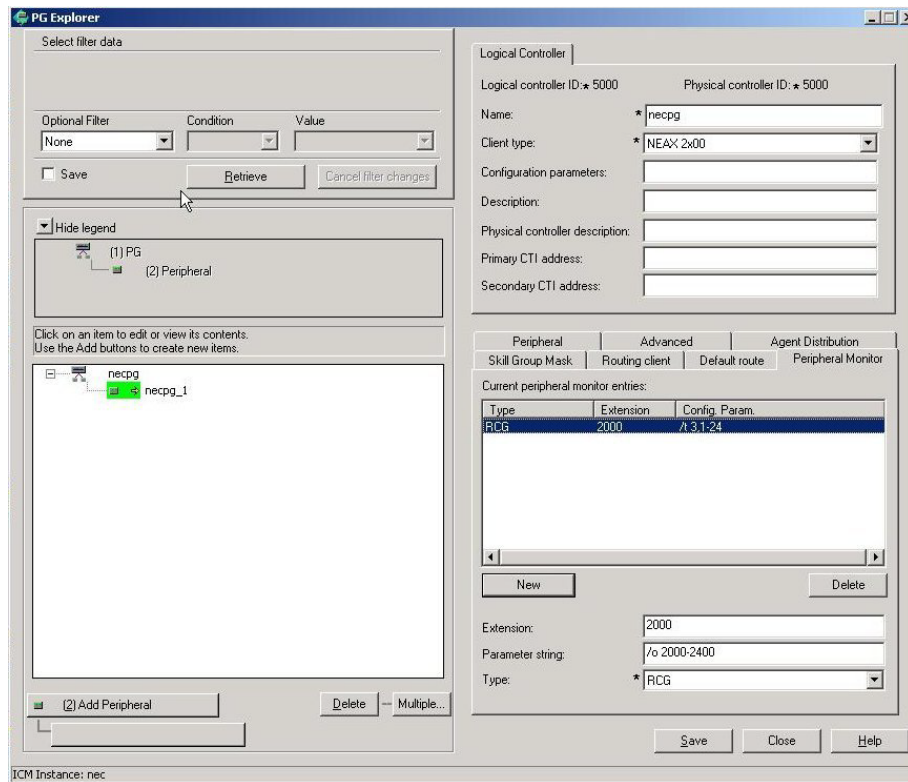 PG Explorer
Select filter data
Optional Filter Condition Value
None
Save Retrieve Cancel filter changes
Hide legend
(1) PG
(2) Peripheral
Click on an item to edit or view its contents.
Use the Add buttons to create new items.
necpg
necpg_1
(2) Add Peripheral Delete Multiple...
Logical Controller
Logical controller ID:* 5000 Physical controller ID: * 5000
Name: * necpg
Client type: * NEAX 2x00
Configuration parameters:
Description:
Physical controller description:
Primary CTI address:
Secondary CTI address:
Peripheral Advanced Agent Distribution
Skill Group Mask Routing client Default route Peripheral Monitor
Current peripheral monitor entries:
Type Extension Config. Param.
RCG 2000 /t 3,1-24
New Delete
Extension: 2000
Parameter string: /o 2000-2400
Type: * RCG
Save Close Help
ICM Instance: nec